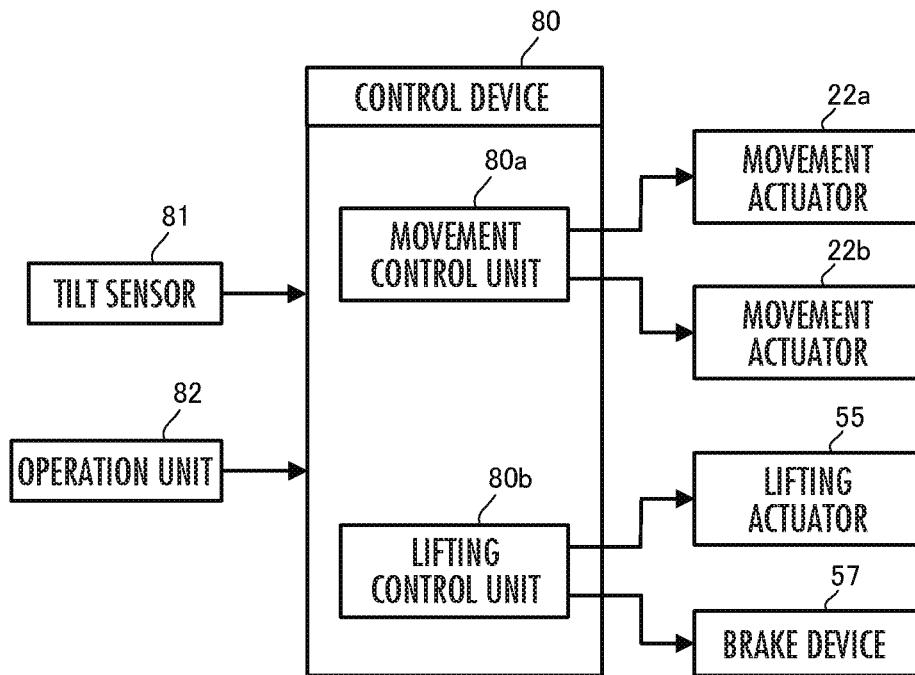 80
CONTROL DEVICE
80a
MOVEMENT
CONTROL UNIT
81
TILT SENSOR
82
OPERATION UNIT
80b
LIFTING
CONTROL UNIT
22a
MOVEMENT
ACTUATOR
22b
MOVEMENT
ACTUATOR
55
LIFTING
ACTUATOR
57
BRAKE DEVICE